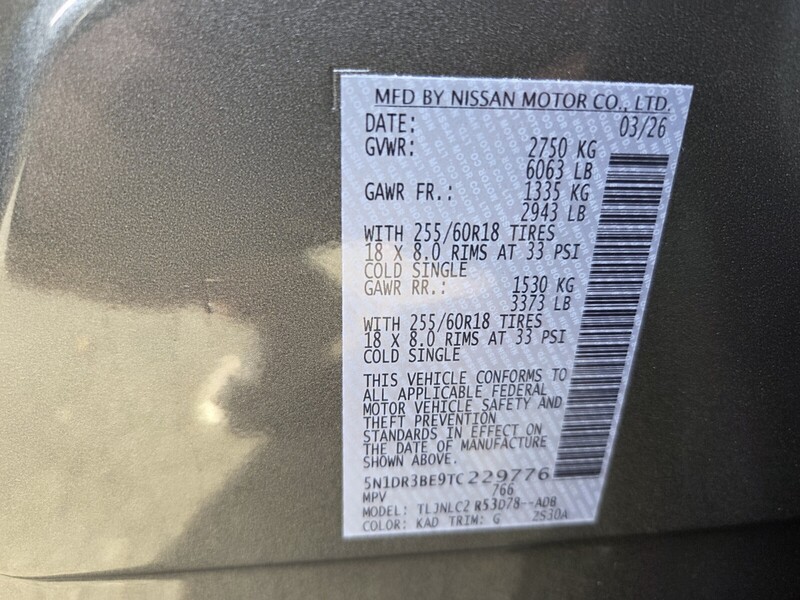 MFD BY NISSAN MOTOR CO., LTD.
DATE: 03/26
GVWR: 2750 KG
6063 LB
GAWR FR.: 1335 KG
2943 LB
WITH 255/60R18 TIRES
18 X 8.0 RIMS AT 33 PSI
COLD SINGLE
GAWR RR.: 1530 KG
3373 LB
WITH 255/60R18 TIRES
18 X 8.0 RIMS AT 33 PSI
COLD SINGLE
THIS VEHICLE CONFORMS TO
ALL APPLICABLE FEDERAL
MOTOR VEHICLE SAFETY AND
THEFT PREVENTION
STANDARDS IN EFFECT ON
THE DATE OF MANUFACTURE
SHOWN ABOVE.
5N1DR3BE9TC229776
MPV 766
MODEL: TLJNLC2 R53D78--ADB
COLOR: KAD TRIM: G 2S3DA